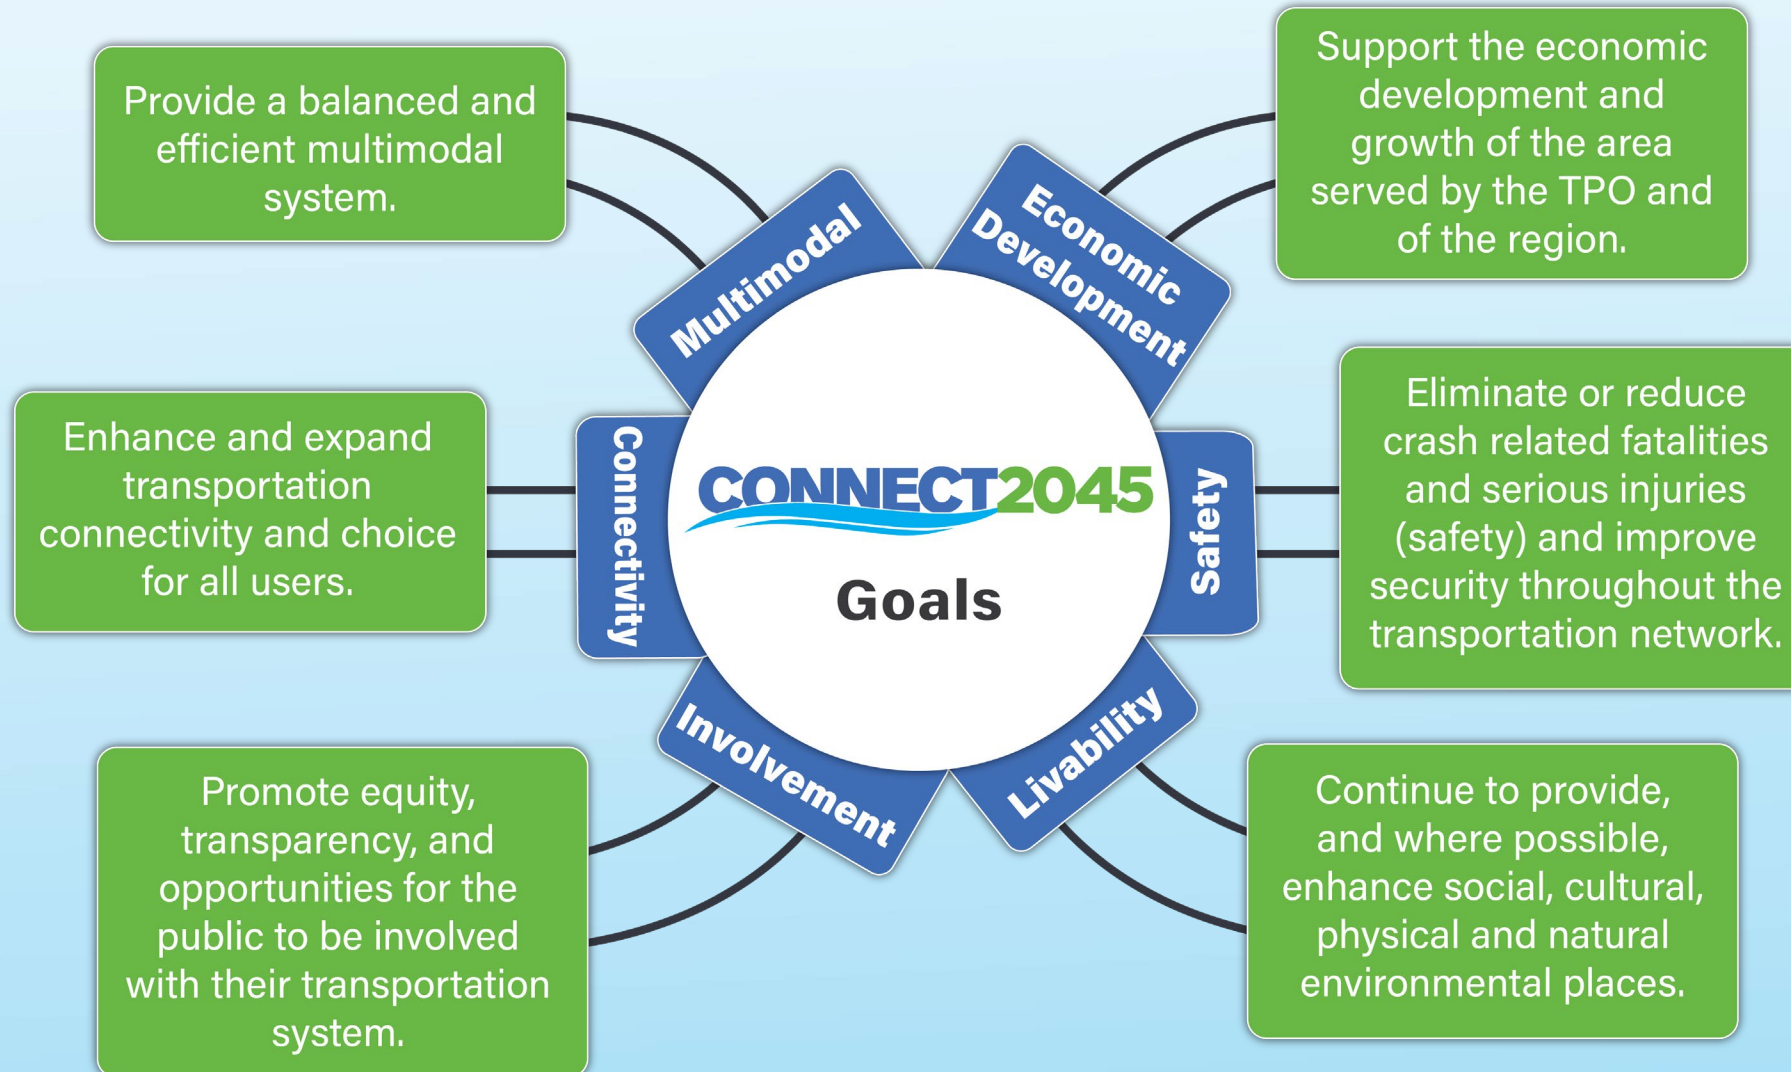 Provide a balanced and
efficient multimodal
system.
Multimodal
Economic
Development
Support the economic
development and
growth of the area
served by the TPO and
of the region.
Enhance and expand
transportation
connectivity and choice
for all users.
Connectivity
CONNECT2045
Goals
Safety
Eliminate or reduce
crash related fatalities
and serious injuries
(safety) and improve
security throughout the
transportation network.
Promote equity,
transparency, and
opportunities for the
public to be involved
with their transportation
system.
Involvement
Livability
Continue to provide,
and where possible,
enhance social, cultural,
physical and natural
environmental places.